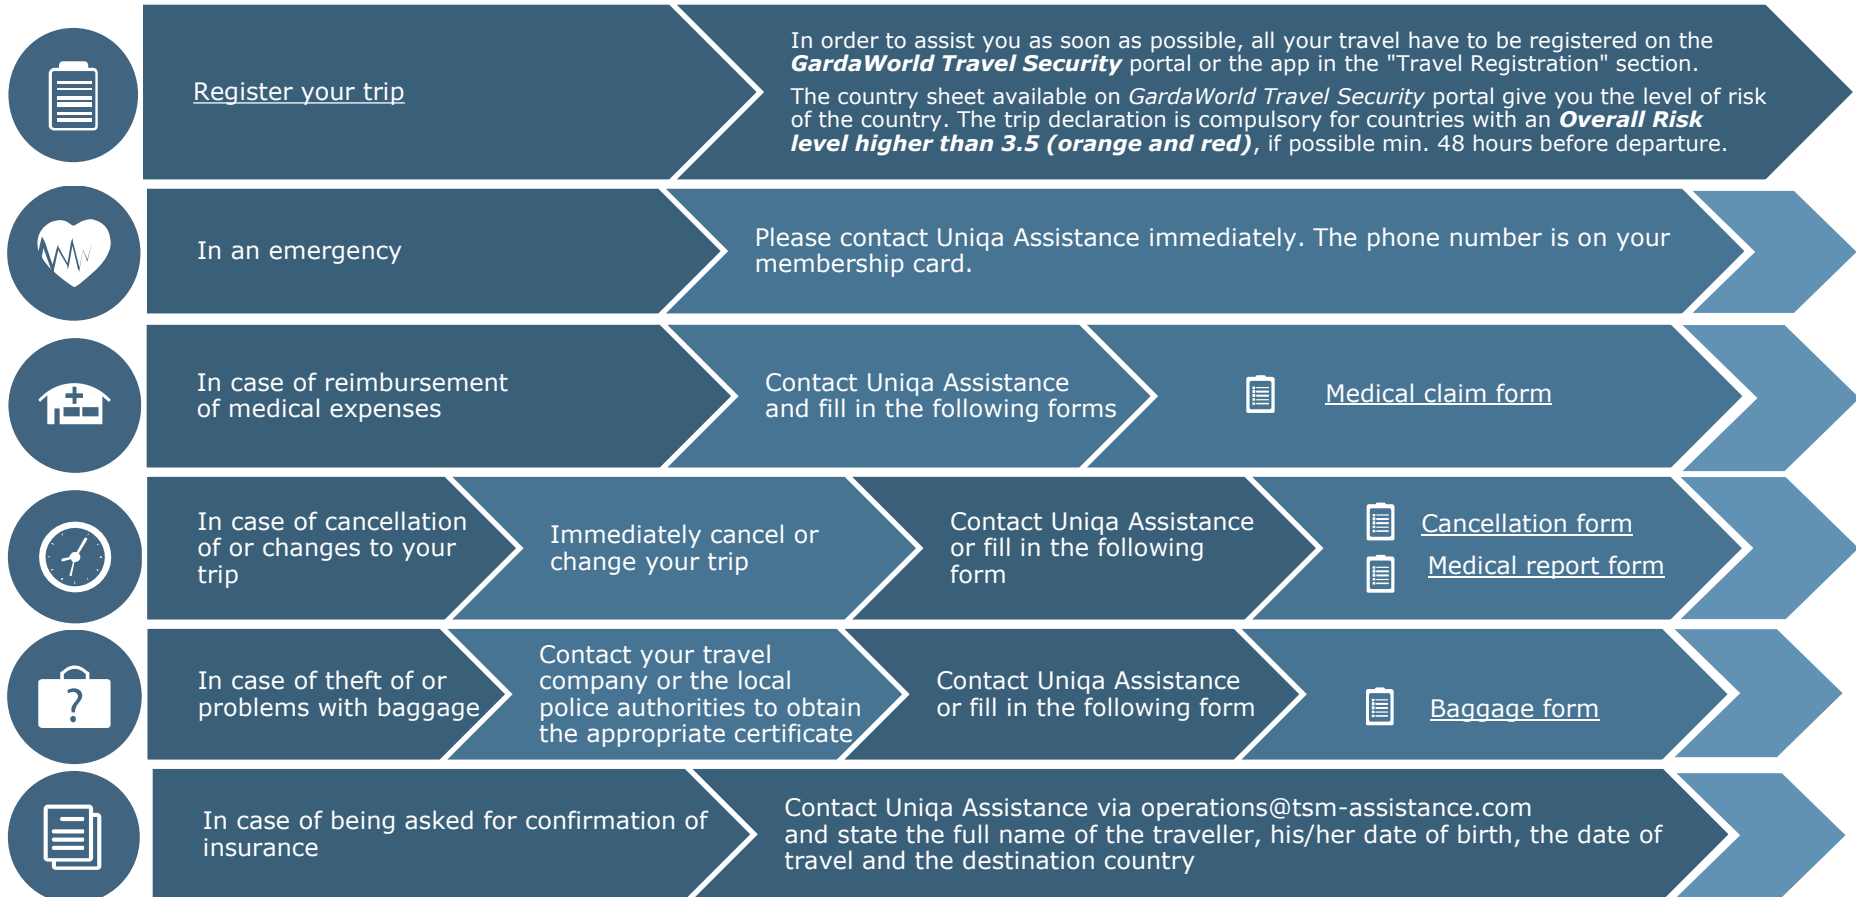 Register your trip
In order to assist you as soon as possible, all your travel have to be registered on the
GardaWorld Travel Security portal or the app in the "Travel Registration" section.
The country sheet available on GardaWorld Travel Security portal give you the level of risk
of the country. The trip declaration is compulsory for countries with an Overall Risk
level higher than 3.5 (orange and red), if possible min. 48 hours before departure.
In an emergency
Please contact Uniqa Assistance immediately. The phone number is on your
membership card.
In case of reimbursement
of medical expenses
Contact Uniqa Assistance
and fill in the following forms
Medical claim form
In case of cancellation
of or changes to your
trip
Immediately cancel or
change your trip
Contact Uniqa Assistance
or fill in the following
form
Cancellation form
Medical report form
In case of theft of or
problems with baggage
Contact your travel
company or the local
police authorities to obtain
the appropriate certificate
Contact Uniqa Assistance
or fill in the following form
Baggage form
In case of being asked for confirmation of
insurance
Contact Uniqa Assistance via operations@tsm-assistance.com
and state the full name of the traveller, his/her date of birth, the date of
travel and the destination country